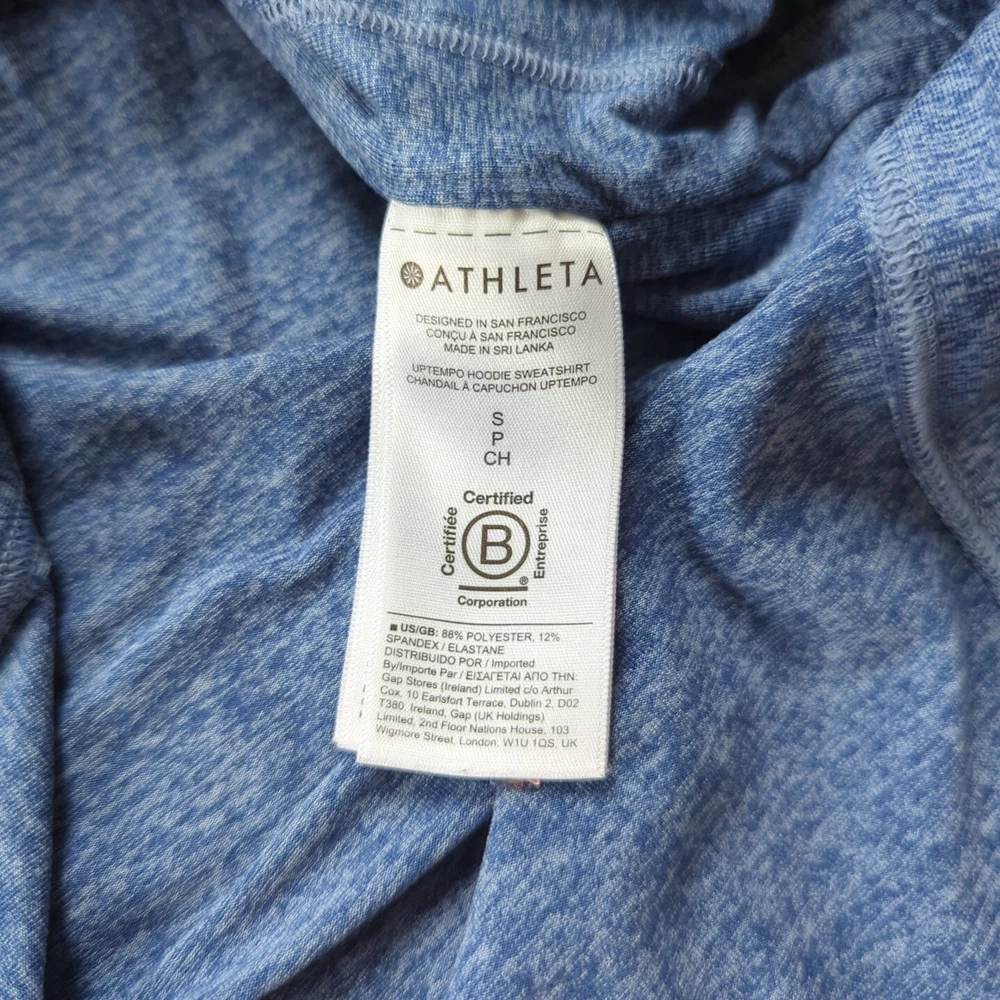 ATHLETA
DESIGNED IN SAN FRANCISCO
CONÇU À SAN FRANCISCO
MADE IN SRI LANKA
UPTEMPO HOODIE SWEATSHIRT
CHANDAIL À CAPUCHON UPTEMPO
S
P
CH
Certified
Certifiée
B
Entreprise
®
Corporation
■ US/GB: 88% POLYESTER, 12%
SPANDEX / ELASTANE
DISTRIBUIDO POR / Imported
By/Importe Par / ΕΙΣΑΓΕΤΑΙ ΑΠΟ ΤΗΝ:
Gap Stores (Ireland) Limited c/o Arthur
Cox, 10 Earlsfort Terrace, Dublin 2, D02
T380, Ireland, Gap (UK Holdings)
Limited, 2nd Floor Nations House, 103
Wigmore Street, London, W1U 1QS, UK